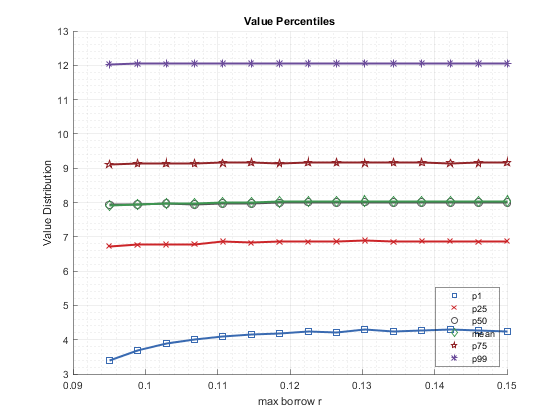 Value Percentiles
13
12
11
10
9
8
7
6
5
4
3
Value Distribution
0.09
0.1
0.11
0.12
0.13
0.14
0.15
max borrow r
p1
p25
p50
mean
p75
p99